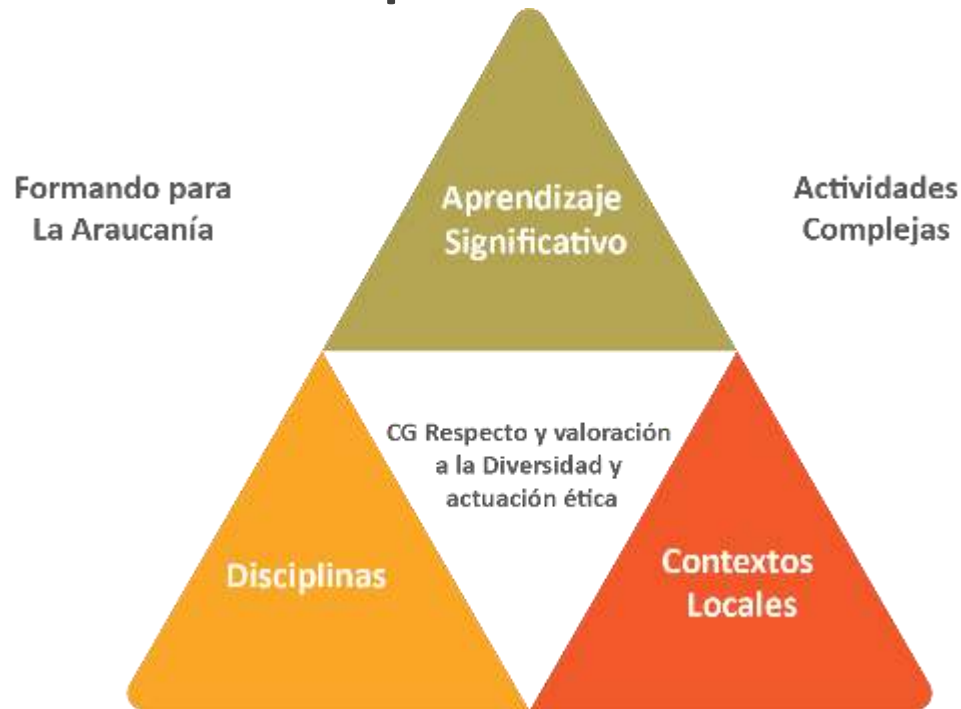 Formando para
La Araucanía
Aprendizaje
Significativo
Actividades
Complejas
CG Respecto y valoración
a la Diversidad y
actuación ética
Disciplinas
Contextos
Locales